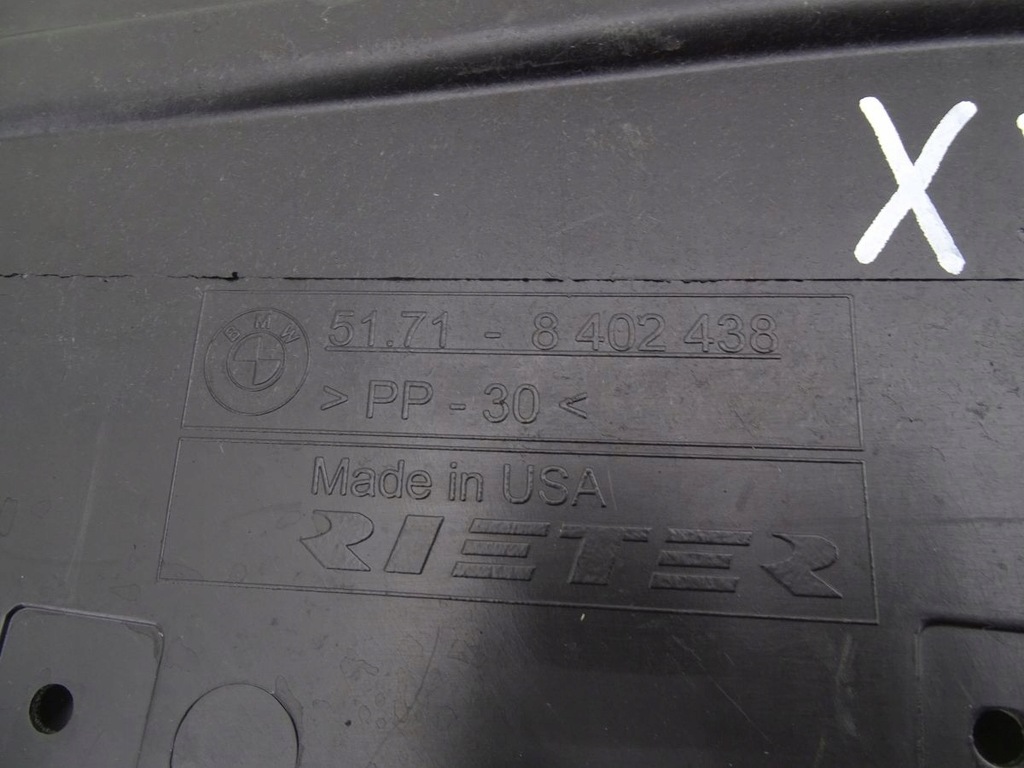 X
BMW
51.71 - 8 402 438
> PP - 30 <
Made in USA
RIETER